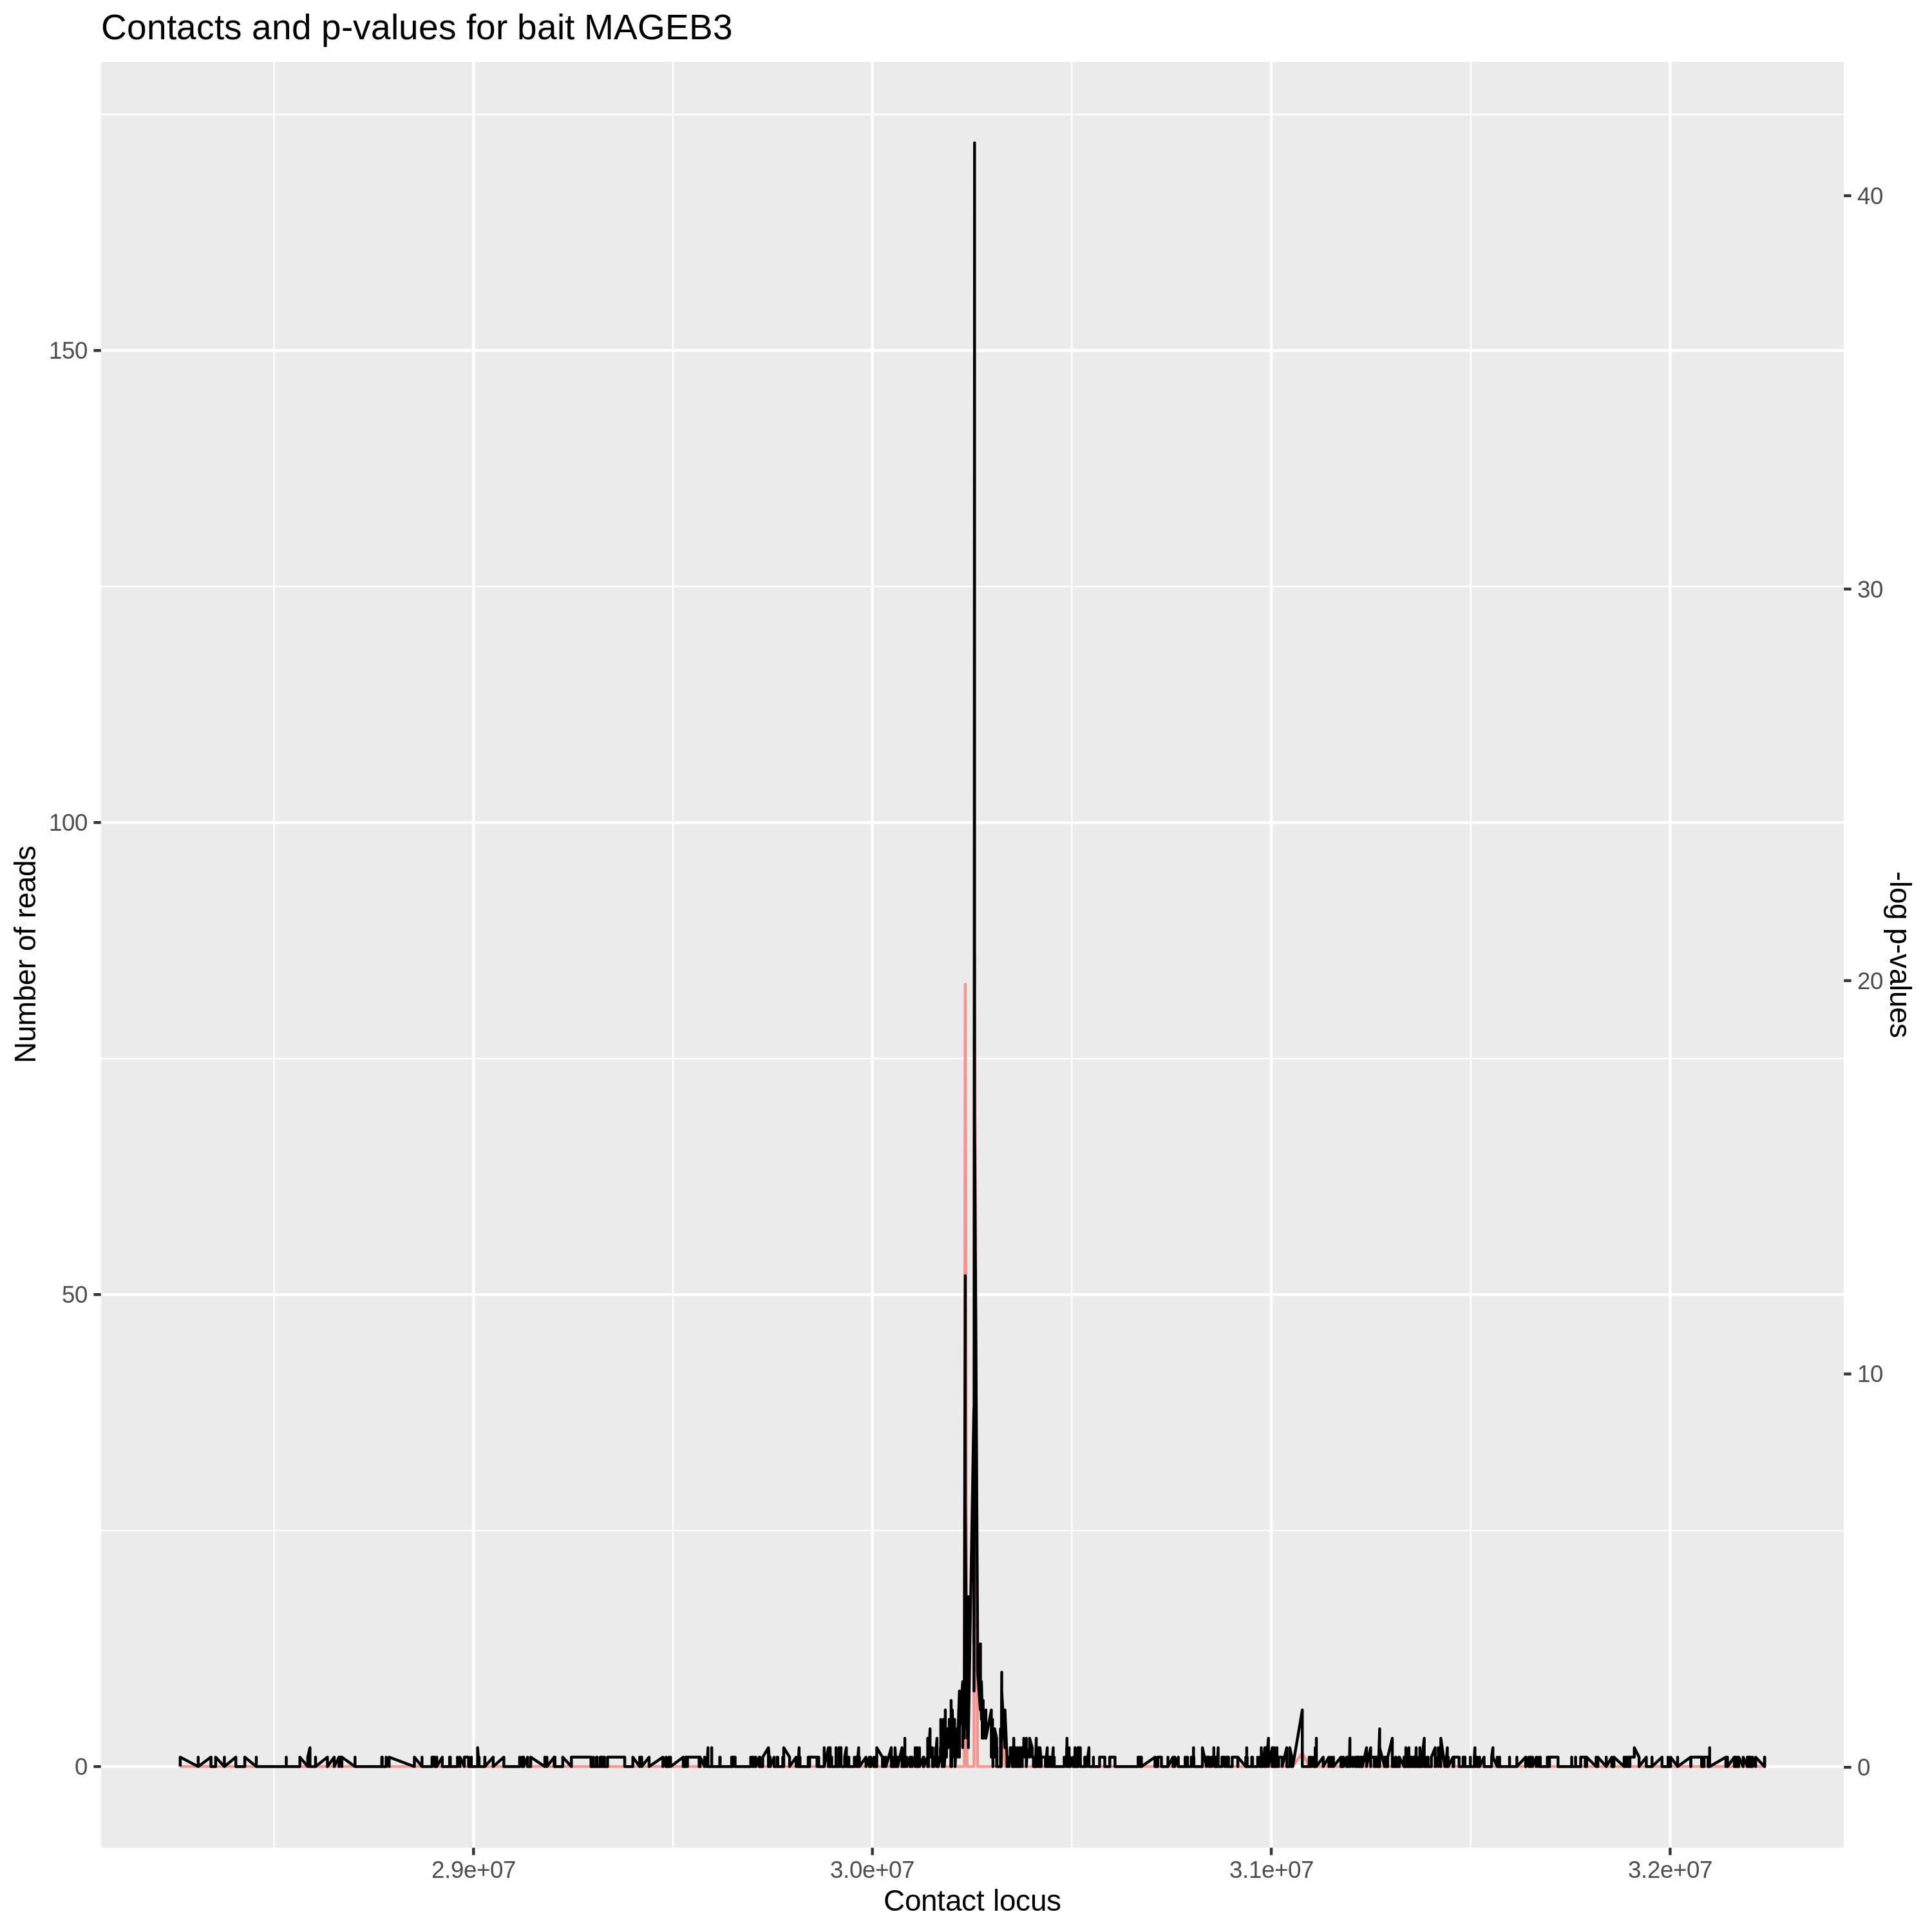 Contacts and p-values for bait MAGEB3
Number of reads
150
100
50
0
40
30
20
10
0
-log p-values
2.9e+07
3.0e+07
3.1e+07
3.2e+07
Contact locus